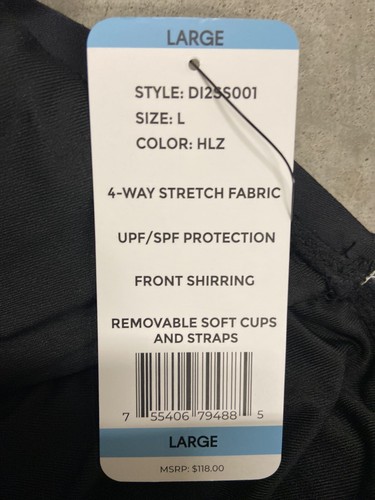 LARGE
STYLE: DI25S001
SIZE: L
COLOR: HLZ
4-WAY STRETCH FABRIC
UPF/SPF PROTECTION
FRONT SHIRRING
REMOVABLE SOFT CUPS
AND STRAPS
7 55406 79488 5
LARGE
MSRP: $118.00